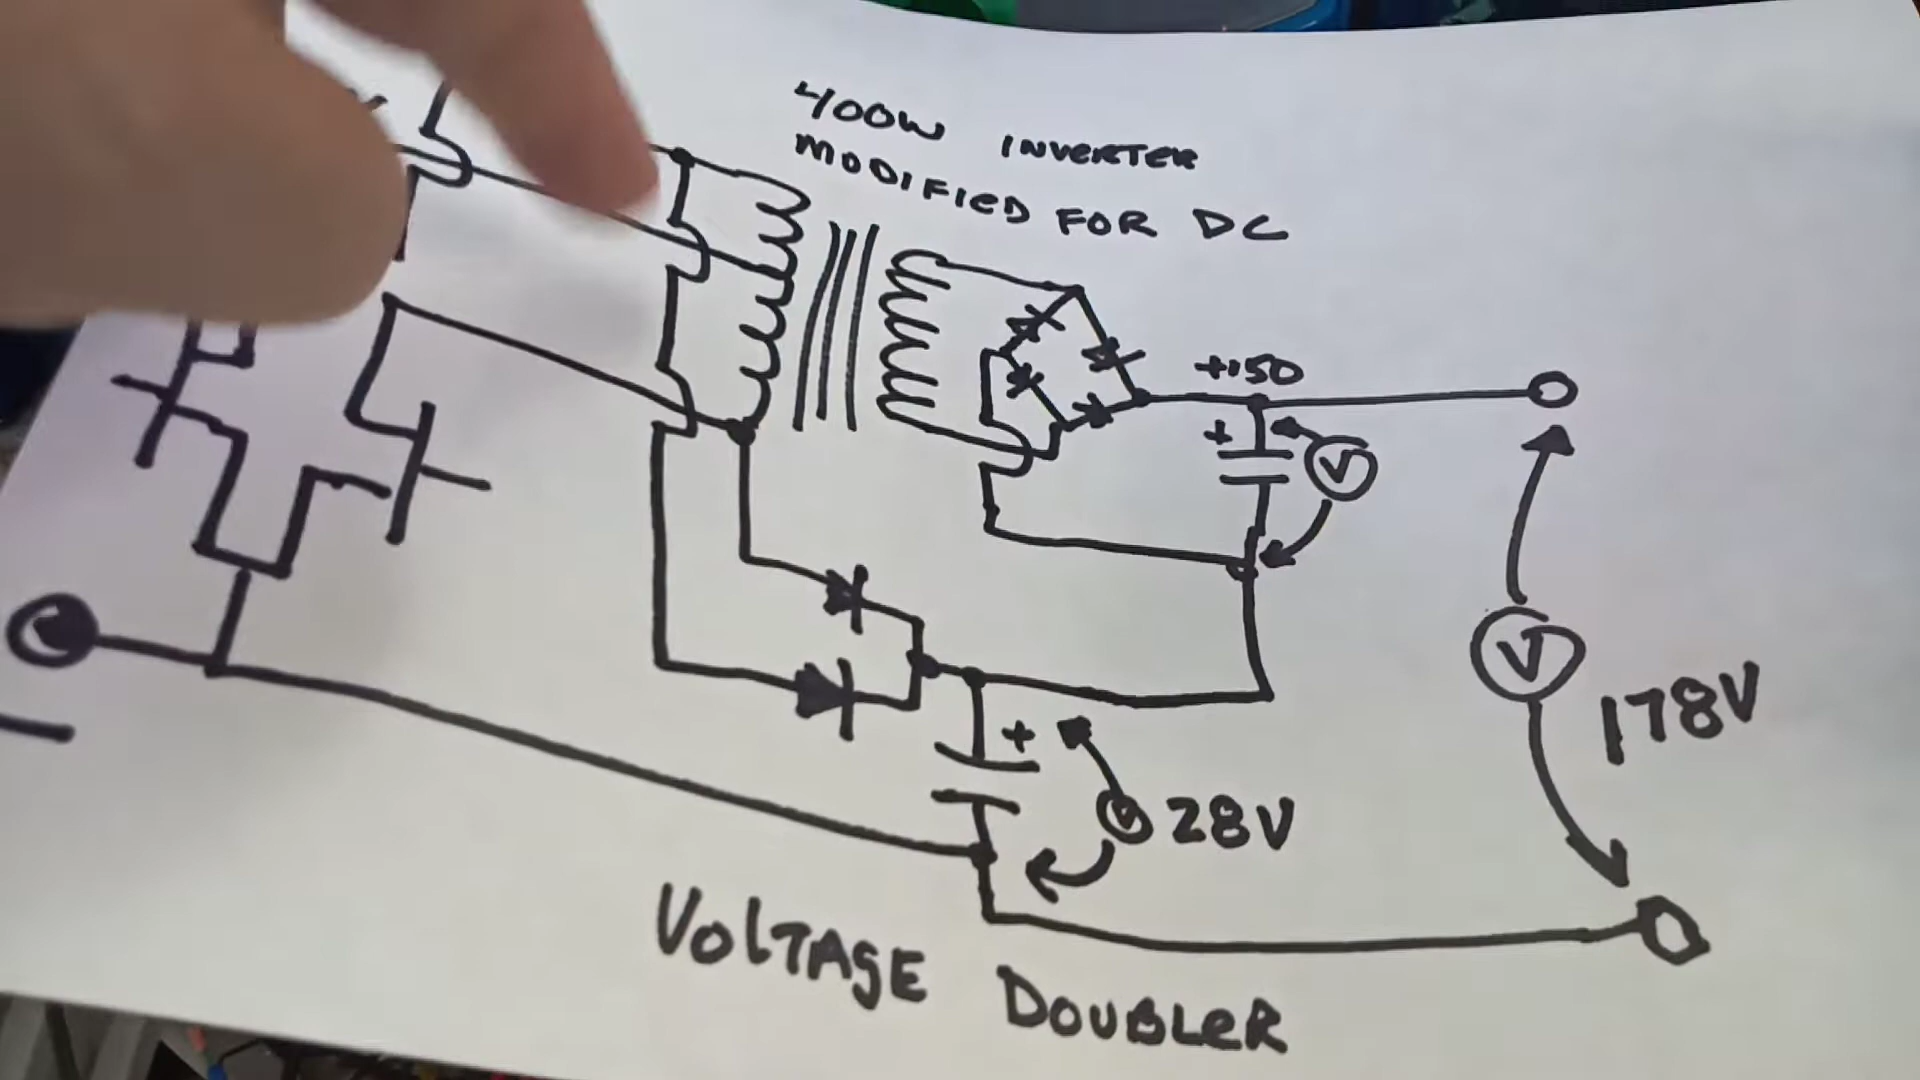 400W INVERTER
MODIFIED FOR DC
+150
+
V
V
178V
+
V
28V
VOLTAGE DOUBLER